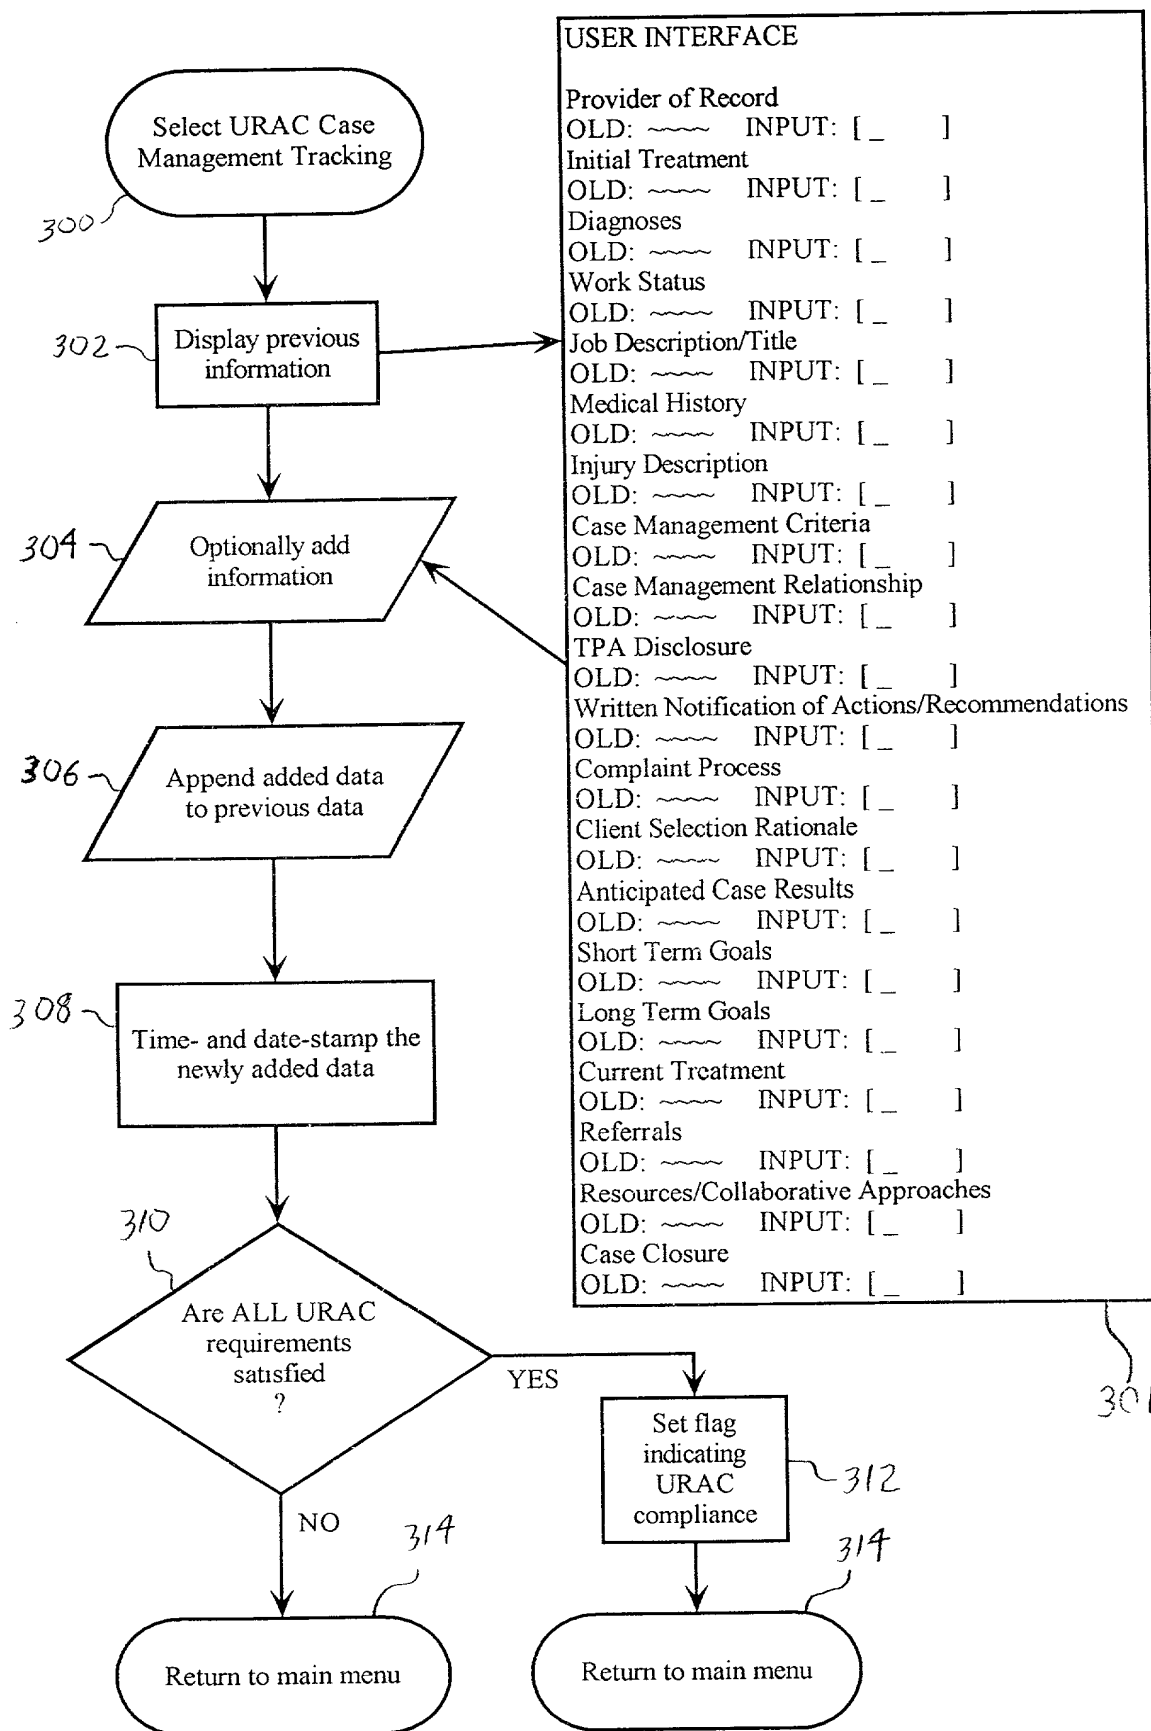 Select URAC Case
Management Tracking
300
302
Display previous
information
304
Optionally add
information
306
Append added data
to previous data
308
Time- and date-stamp the
newly added data
310
Are ALL URAC
requirements
satisfied
?
YES
NO
Set flag
indicating
URAC
compliance
312
314
Return to main menu
314
Return to main menu
USER INTERFACE
Provider of Record
OLD: ~~~~ INPUT: [ _ ]
Initial Treatment
OLD: ~~~~ INPUT: [ _ ]
Diagnoses
OLD: ~~~~ INPUT: [ _ ]
Work Status
OLD: ~~~~ INPUT: [ _ ]
Job Description/Title
OLD: ~~~~ INPUT: [ _ ]
Medical History
OLD: ~~~~ INPUT: [ _ ]
Injury Description
OLD: ~~~~ INPUT: [ _ ]
Case Management Criteria
OLD: ~~~~ INPUT: [ _ ]
Case Management Relationship
OLD: ~~~~ INPUT: [ _ ]
TPA Disclosure
OLD: ~~~~ INPUT: [ _ ]
Written Notification of Actions/Recommendations
OLD: ~~~~ INPUT: [ _ ]
Complaint Process
OLD: ~~~~ INPUT: [ _ ]
Client Selection Rationale
OLD: ~~~~ INPUT: [ _ ]
Anticipated Case Results
OLD: ~~~~ INPUT: [ _ ]
Short Term Goals
OLD: ~~~~ INPUT: [ _ ]
Long Term Goals
OLD: ~~~~ INPUT: [ _ ]
Current Treatment
OLD: ~~~~ INPUT: [ _ ]
Referrals
OLD: ~~~~ INPUT: [ _ ]
Resources/Collaborative Approaches
OLD: ~~~~ INPUT: [ _ ]
Case Closure
OLD: ~~~~ INPUT: [ _ ]
301